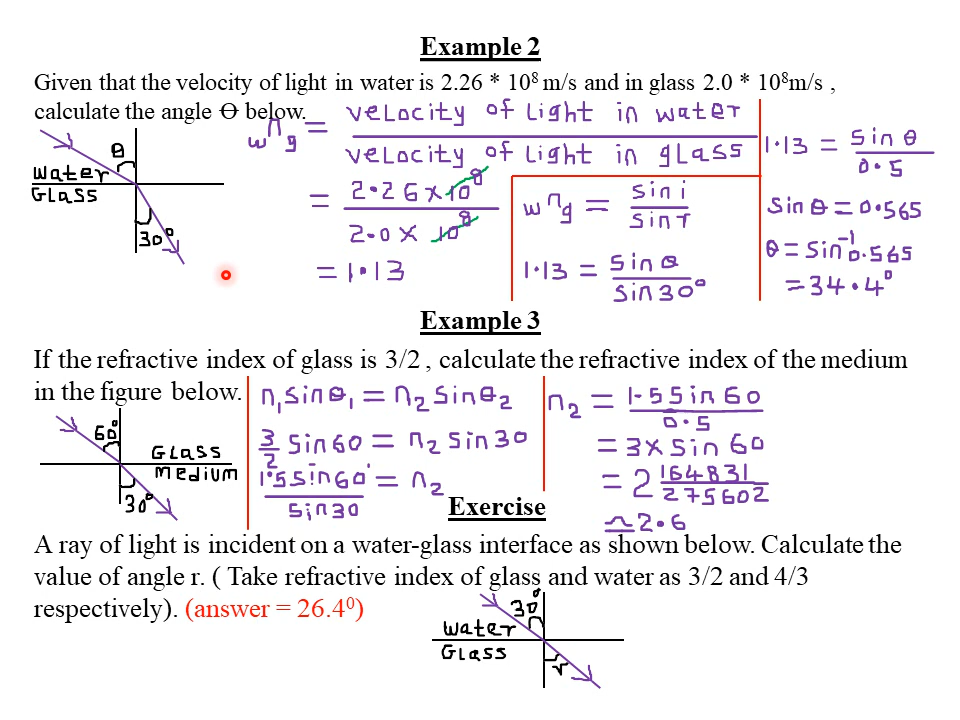 Example 2
Given that the velocity of light in water is 2.26 * 10⁸ m/s and in glass 2.0 * 10⁸m/s ,
calculate the angle Ɵ below.
θ
Water
GLASS
30°
wng = velocity of light in water / velocity of light in glass
= 2.26 × 10⁸ / 2.0 × 10⁸
= 1.13
wng = sin i / sin r
1.13 = sin θ / sin 30°
1.13 = sin θ / 0.5
sin θ = 0.565
θ = sin⁻¹ 0.565
= 34.4°
Example 3
If the refractive index of glass is 3/2 , calculate the refractive index of the medium
in the figure below.
60°
GLASS
MEDIUM
30°
n₁ sin θ₁ = n₂ sin θ₂
3/2 sin 60 = n₂ sin 30
1.5 sin 60 / sin 30 = n₂
n₂ = 1.5 sin 60 / 0.5
= 3 × sin 60
= 2 164831/275602
≃ 2.6
Exercise
A ray of light is incident on a water-glass interface as shown below. Calculate the
value of angle r. ( Take refractive index of glass and water as 3/2 and 4/3
respectively). (answer = 26.4⁰)
30°
Water
GLASS
r